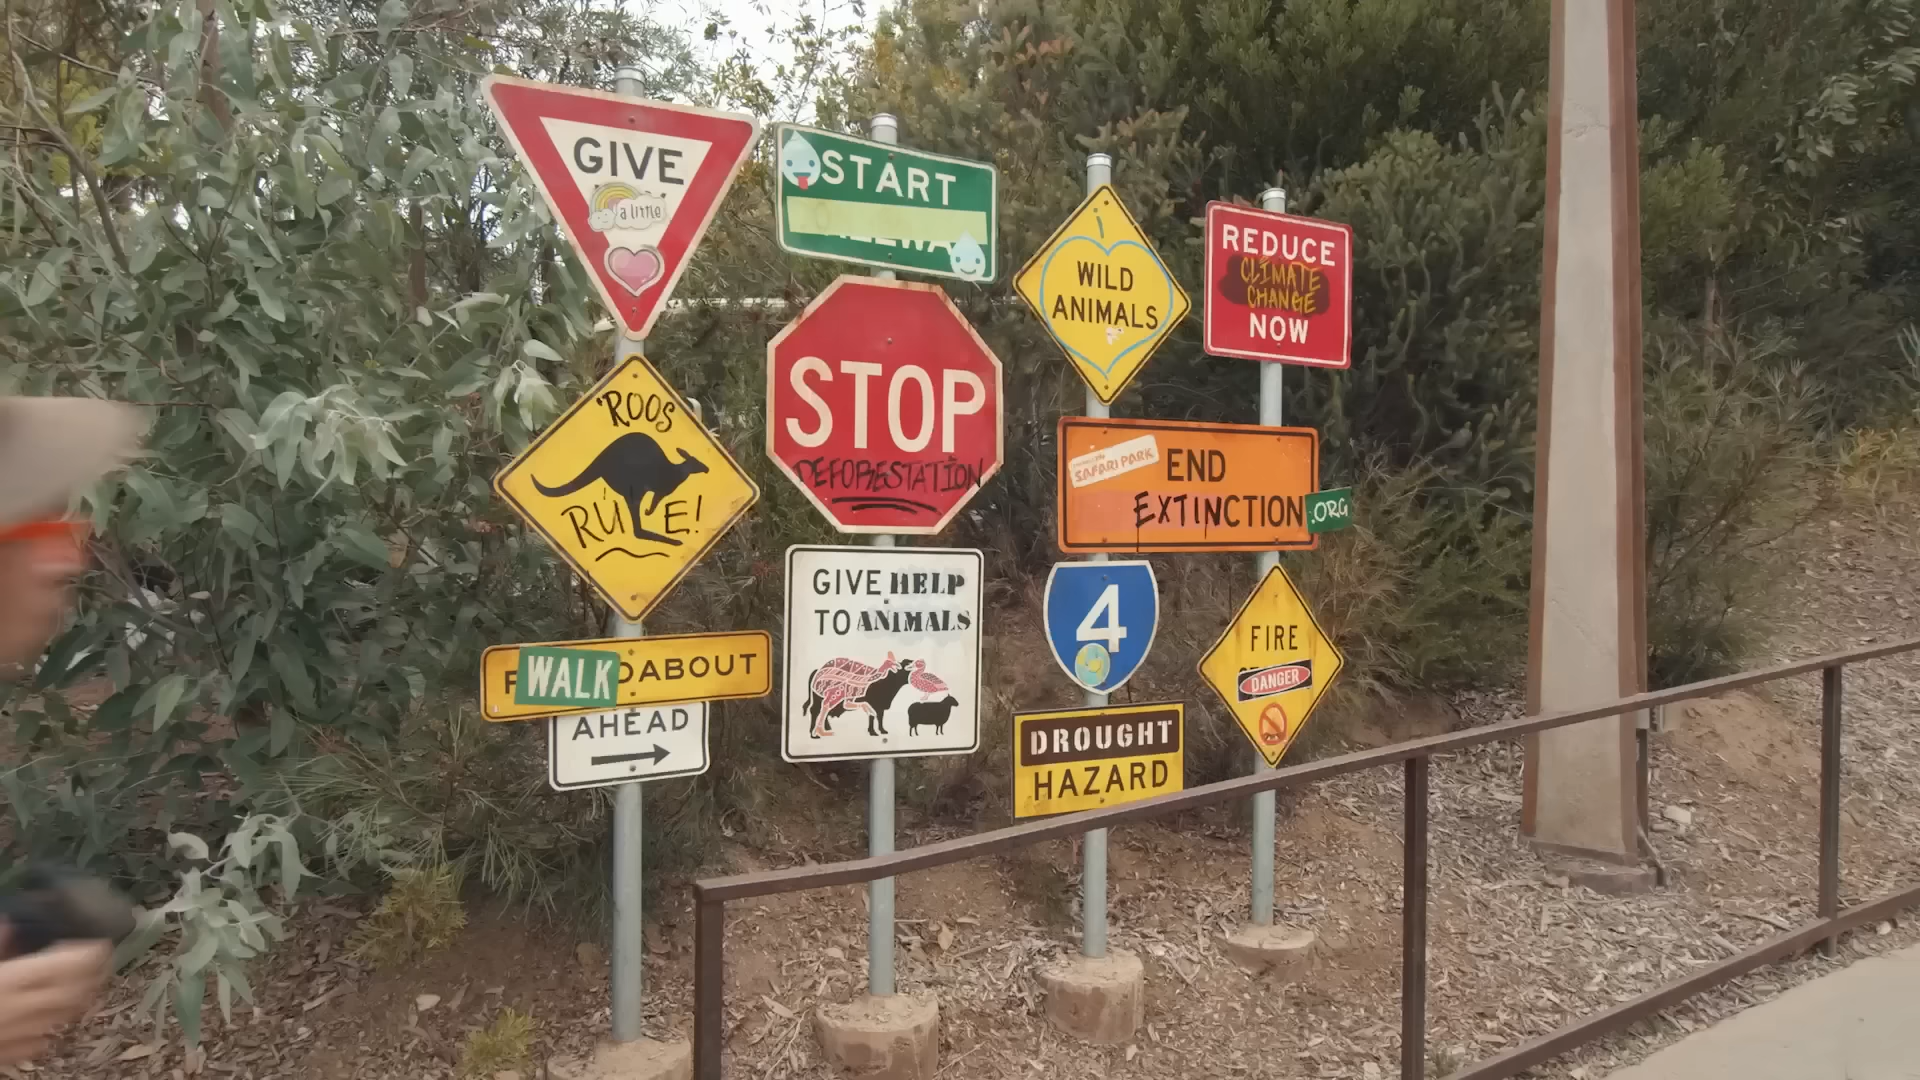 GIVE
a little
'ROOS
RULE!
WALK
ABOUT
AHEAD
START
STOP
DEFORESTATION
GIVE HELP
TO ANIMALS
i
WILD
ANIMALS
REDUCE
CLIMATE
CHANGE
NOW
SAFARI PARK
END
EXTINCTION.ORG
4
DROUGHT
HAZARD
FIRE
DANGER